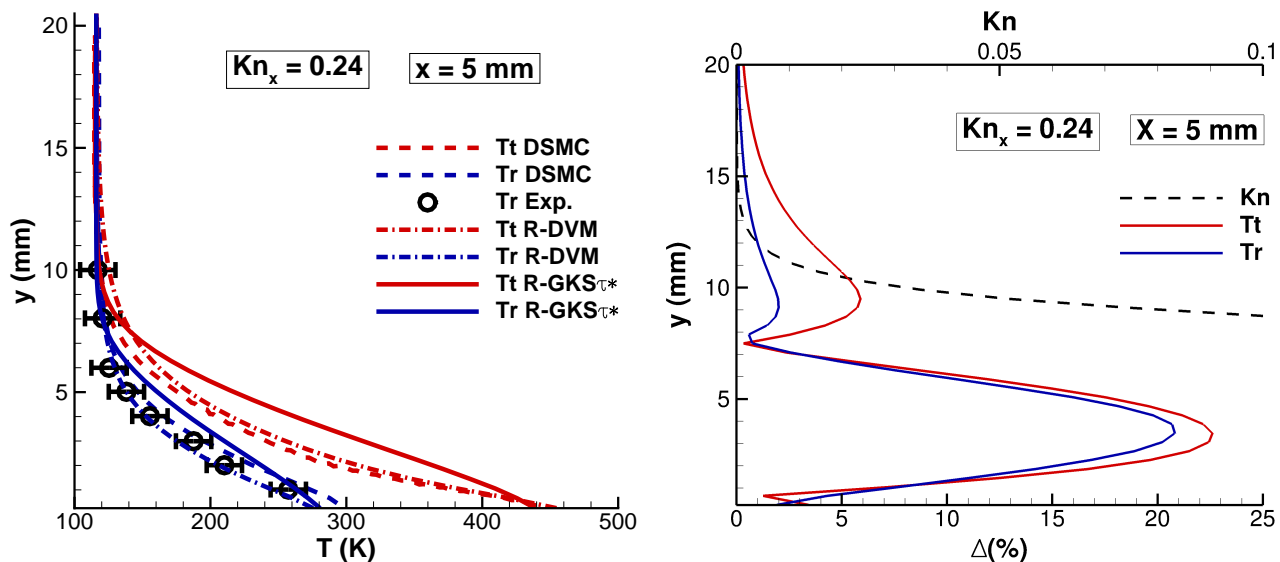 Kn_x = 0.24
x = 5 mm
20
15
10
5
y (mm)
Tt DSMC
Tr DSMC
Tr Exp.
Tt R-DVM
Tr R-DVM
Tt R-GKSτ*
Tr R-GKSτ*
100
200
300
400
500
T (K)
Kn
0
0.05
0.1
20
15
10
5
y (mm)
Kn_x = 0.24
X = 5 mm
Kn
Tt
Tr
0
5
10
15
20
25
Δ(%)